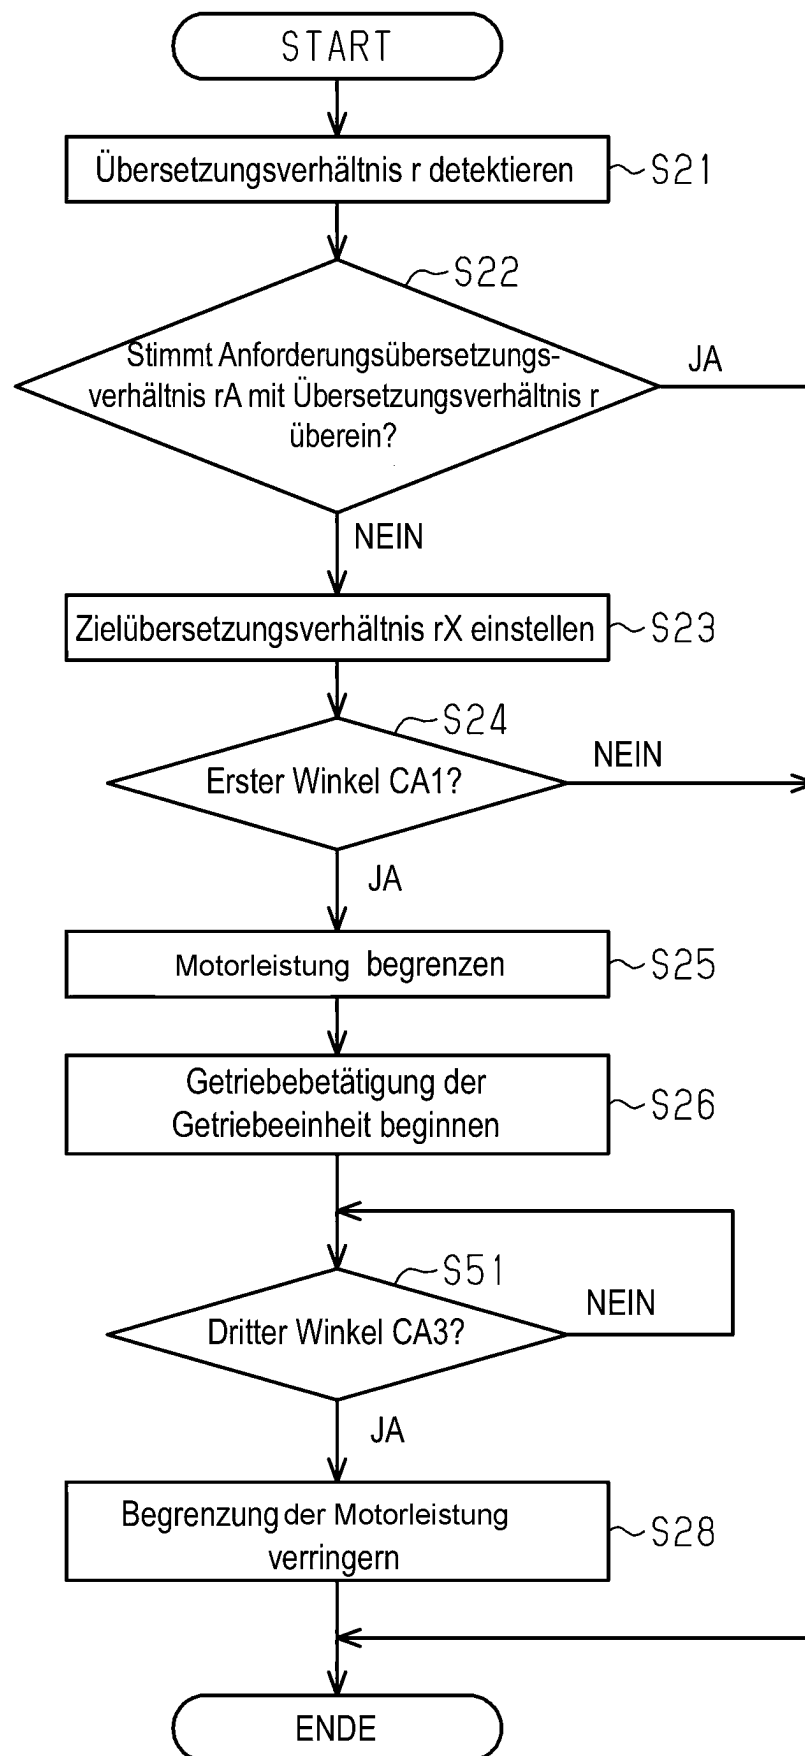 START
Übersetzungsverhältnis r detektieren
S21
S22
Stimmt Anforderungsübersetzungs-
verhältnis rA mit Übersetzungsverhältnis r
überein?
JA
NEIN
Zielübersetzungsverhältnis rX einstellen
S23
S24
Erster Winkel CA1?
NEIN
JA
Motorleistung begrenzen
S25
Getriebebetätigung der
Getriebeeinheit beginnen
S26
S51
Dritter Winkel CA3?
NEIN
JA
Begrenzung der Motorleistung
verringern
S28
ENDE